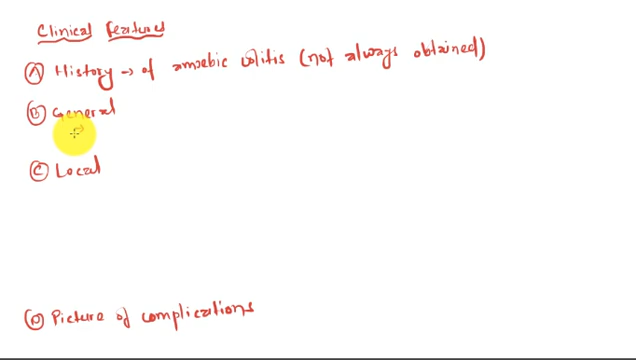 Clinical Features
Ⓐ History → of amoebic colitis (not always obtained)
Ⓑ General
Ⓒ Local
Ⓓ Picture of complications